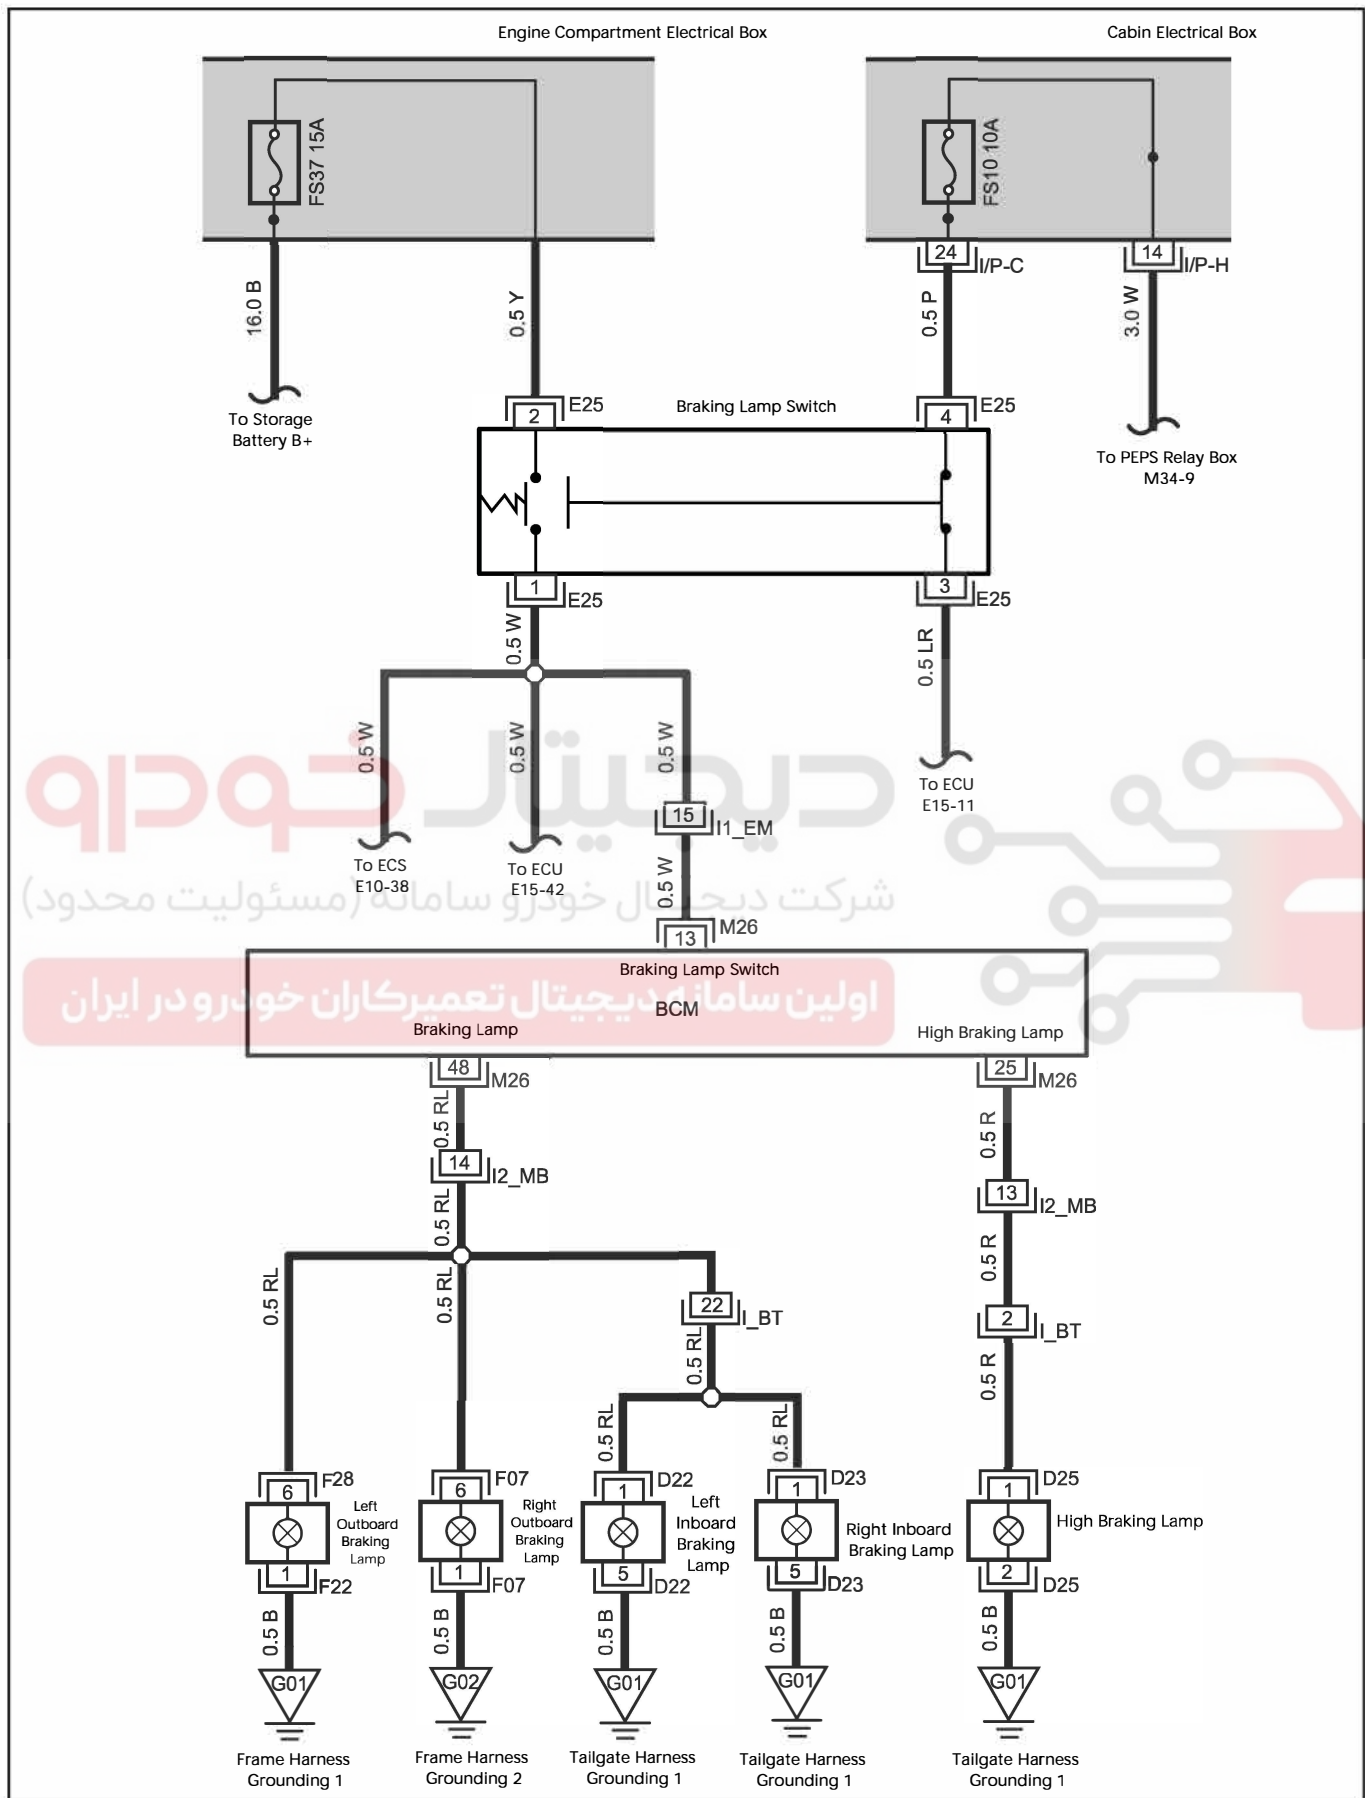 Engine Compartment Electrical Box
Cabin Electrical Box
FS37 15A
FS10 10A
24
I/P-C
14
I/P-H
16.0 B
0.5 Y
0.5 P
3.0 W
To Storage
Battery B+
2
E25
Braking Lamp Switch
4
E25
To PEPS Relay Box
M34-9
1
E25
3
E25
0.5 W
0.5 LR
0.5 W
0.5 W
0.5 W
دیجیتال خودرو
To ECU
E15-11
15
I1_EM
To ECS
E10-38
To ECU
E15-42
0.5 W
شرکت دیجیتال خودرو سامانه (مسئولیت محدود)
13
M26
Braking Lamp Switch
اولین سامانه دیجیتال تعمیرکاران خودرو در ایران
BCM
Braking Lamp
High Braking Lamp
48
M26
25
M26
0.5 RL
0.5 R
14
I2_MB
13
I2_MB
0.5 RL
0.5 R
0.5 RL
0.5 RL
22
I_BT
2
I_BT
0.5 RL
0.5 R
0.5 RL
0.5 RL
6
F28
Left
Outboard
Braking
Lamp
1
F22
6
F07
Right
Outboard
Braking
Lamp
1
F07
1
D22
Left
Inboard
Braking
Lamp
5
D22
1
D23
Right Inboard
Braking Lamp
5
D23
1
D25
High Braking Lamp
2
D25
0.5 B
0.5 B
0.5 B
0.5 B
0.5 B
G01
G02
G01
G01
G01
Frame Harness
Grounding 1
Frame Harness
Grounding 2
Tailgate Harness
Grounding 1
Tailgate Harness
Grounding 1
Tailgate Harness
Grounding 1